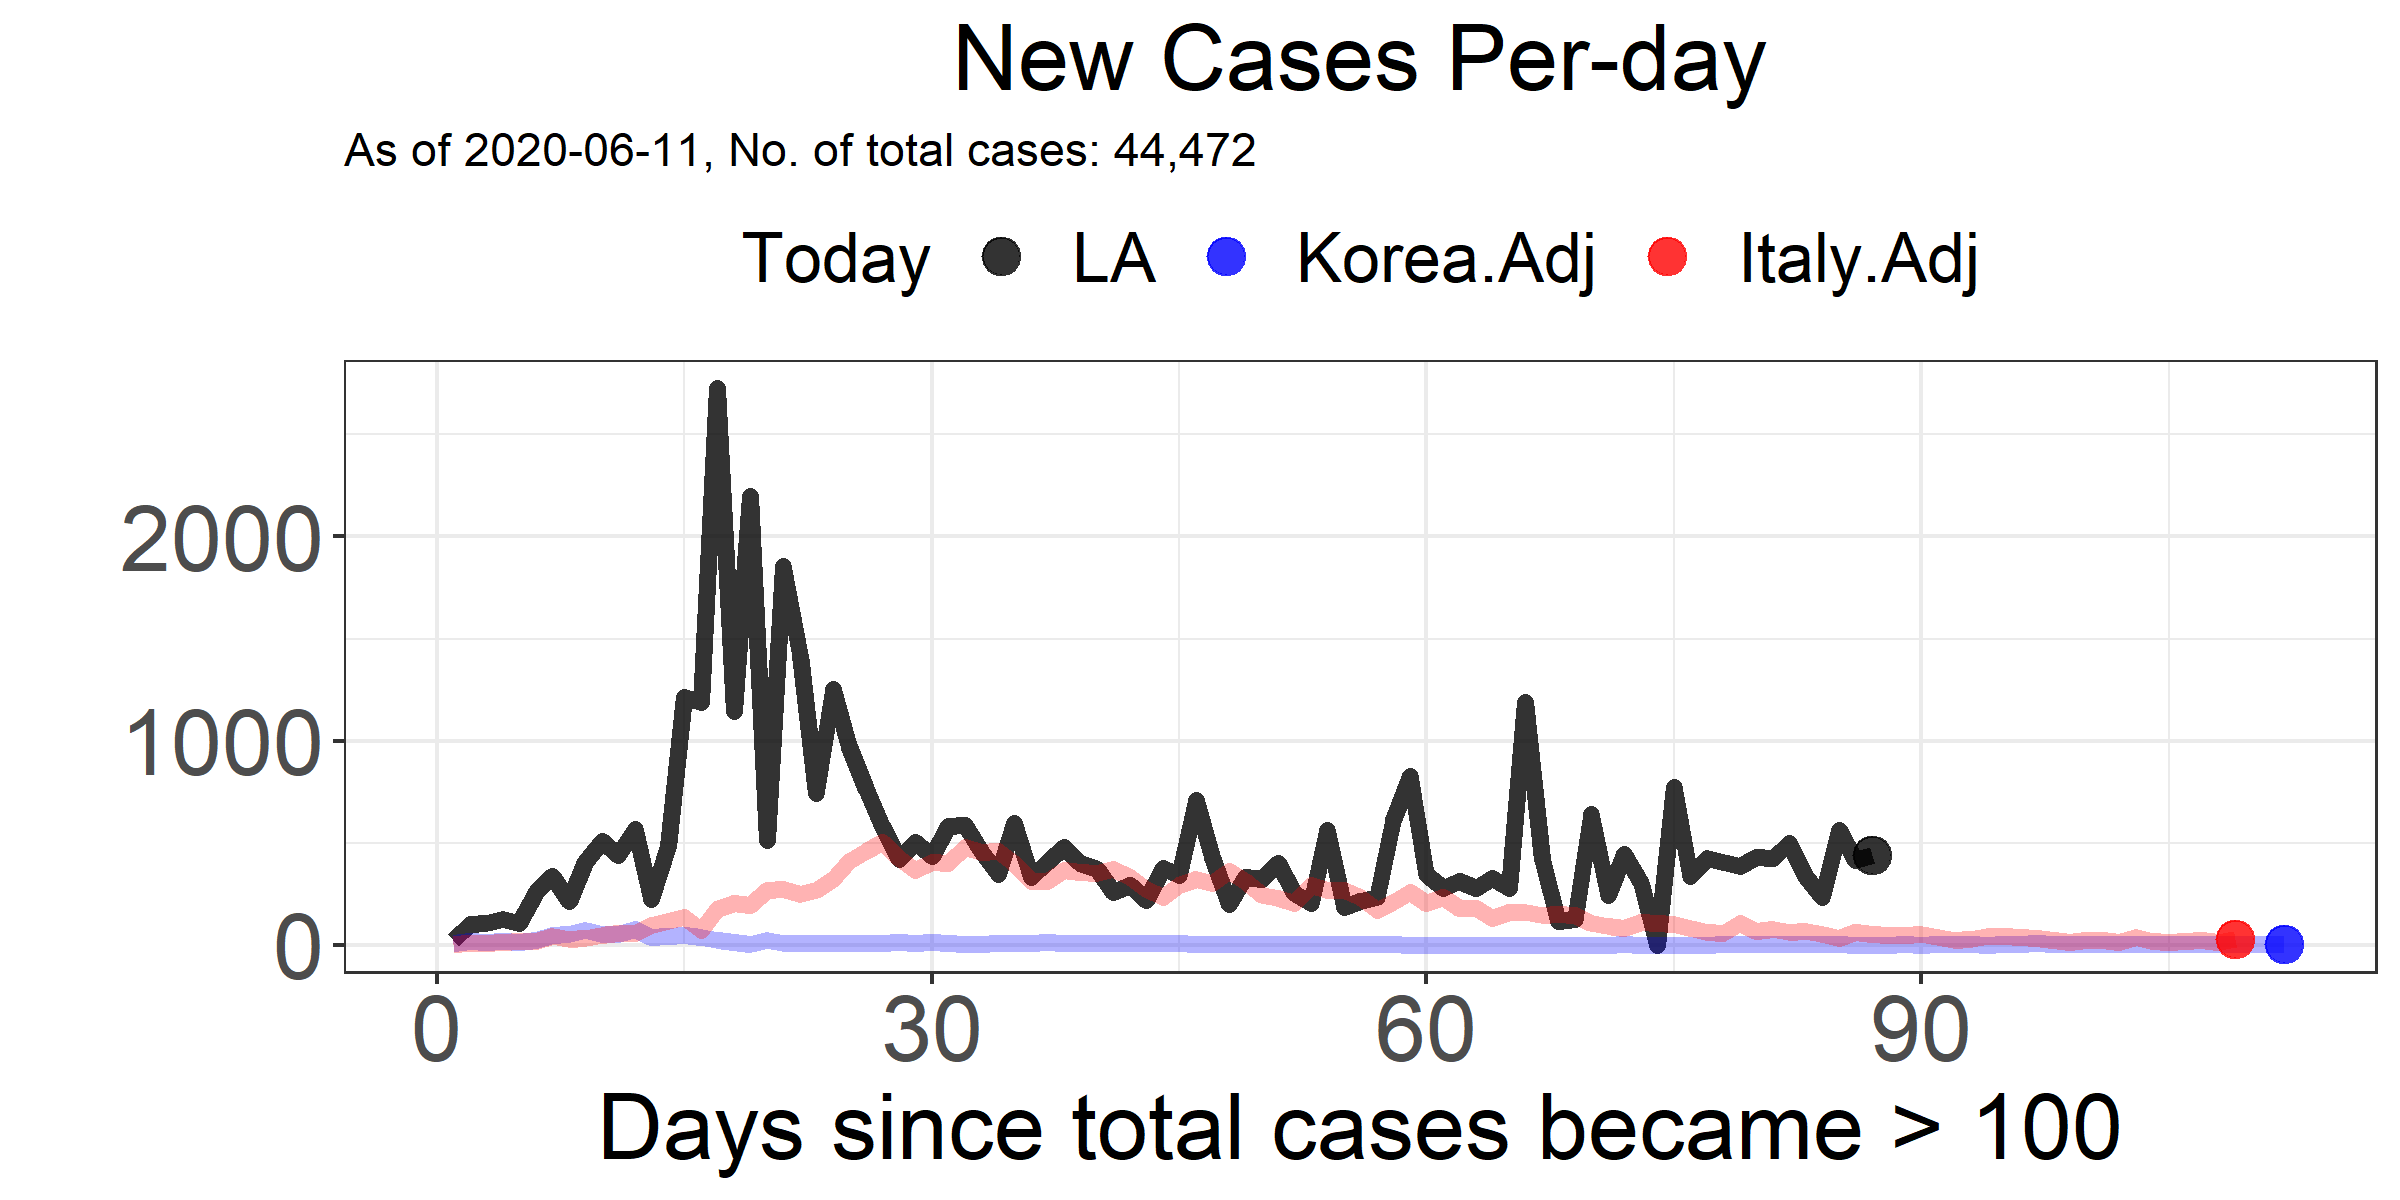 New Cases Per-day
As of 2020-06-11, No. of total cases: 44,472
Today LA Korea.Adj Italy.Adj
2000
1000
0
0 30 60 90
Days since total cases became > 100